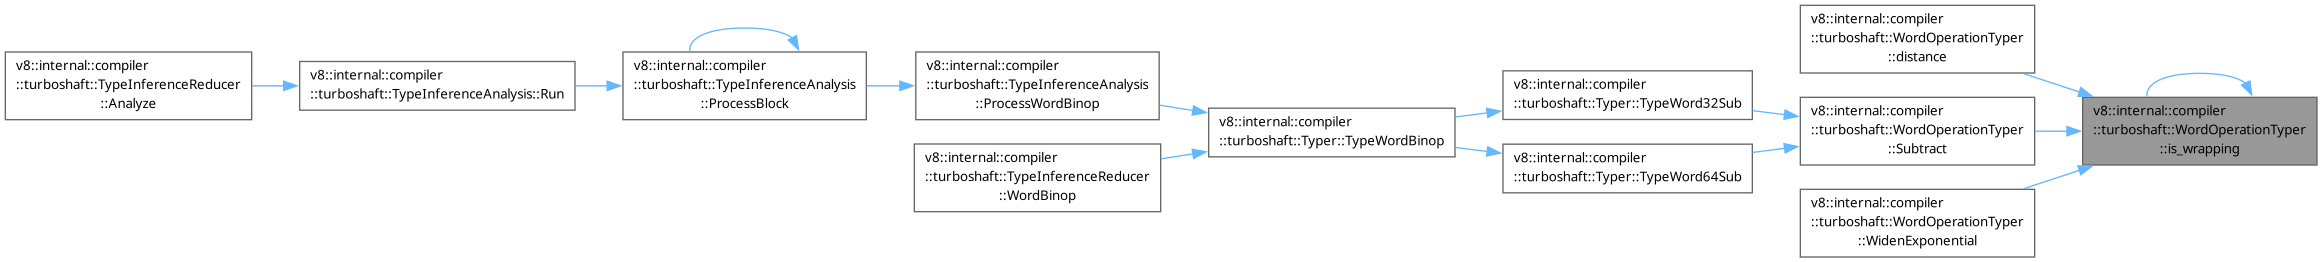 v8::internal::compiler
::turboshaft::TypeInferenceReducer
::Analyze
v8::internal::compiler
::turboshaft::TypeInferenceAnalysis::Run
v8::internal::compiler
::turboshaft::TypeInferenceAnalysis
::ProcessBlock
v8::internal::compiler
::turboshaft::TypeInferenceAnalysis
::ProcessWordBinop
v8::internal::compiler
::turboshaft::TypeInferenceReducer
::WordBinop
v8::internal::compiler
::turboshaft::Typer::TypeWordBinop
v8::internal::compiler
::turboshaft::Typer::TypeWord32Sub
v8::internal::compiler
::turboshaft::Typer::TypeWord64Sub
v8::internal::compiler
::turboshaft::WordOperationTyper
::distance
v8::internal::compiler
::turboshaft::WordOperationTyper
::Subtract
v8::internal::compiler
::turboshaft::WordOperationTyper
::WidenExponential
v8::internal::compiler
::turboshaft::WordOperationTyper
::is_wrapping